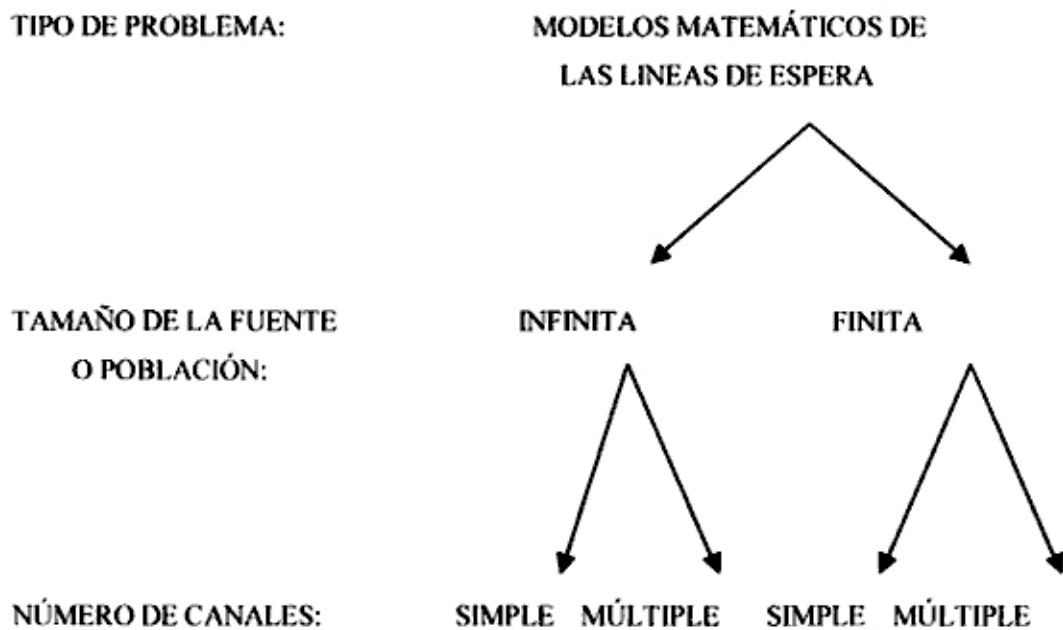 TIPO DE PROBLEMA: MODELOS MATEMÁTICOS DE
LAS LINEAS DE ESPERA
TAMAÑO DE LA FUENTE INFINITA FINITA
O POBLACIÓN:
NÚMERO DE CANALES: SIMPLE MÚLTIPLE SIMPLE MÚLTIPLE